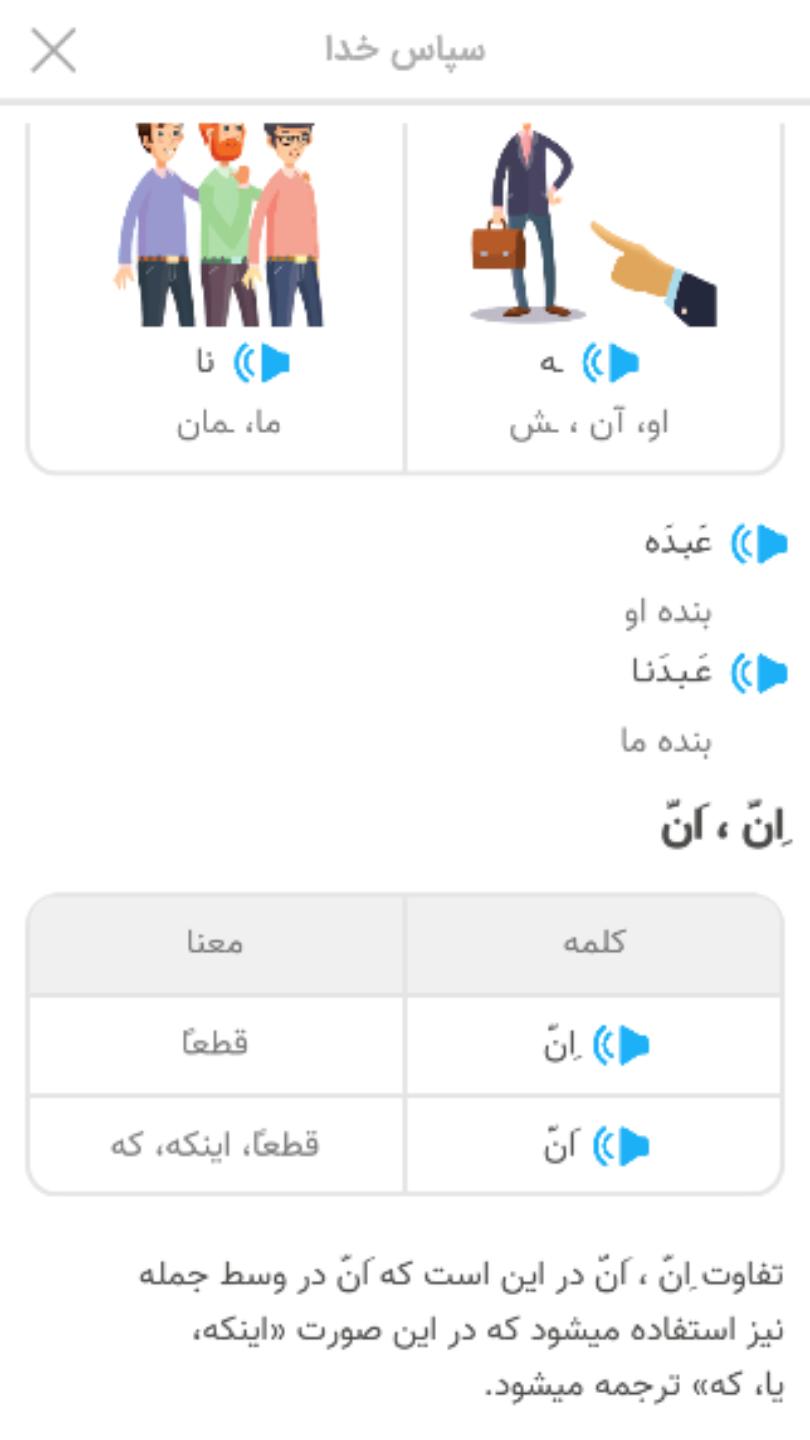 سپاس خدا
ـه
نا
او، آن ، ـش
ما، ـمان
عَبدَه
بنده او
عَبدَنا
بنده ما
اِنّ ، اَنّ
کلمه
معنا
اِنّ
قطعاً
اَنّ
قطعاً، اینکه، که
تفاوت اِنّ ، اَنّ در این است که اَنّ در وسط جمله
نیز استفاده میشود که در این صورت «اینکه،
یا، که» ترجمه میشود.